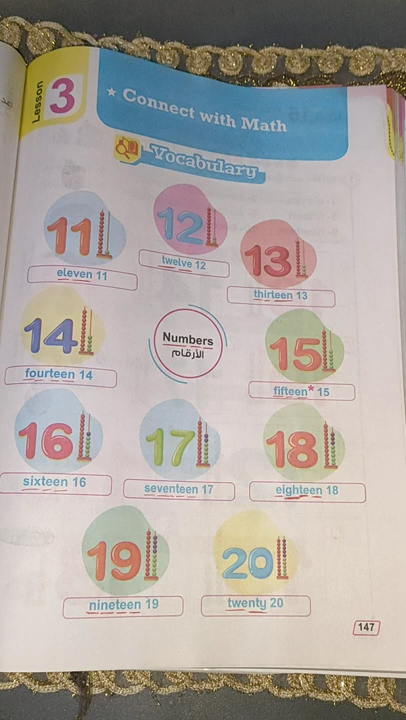 Lesson 3
★ Connect with Math
Vocabulary
11
eleven 11
12
twelve 12
13
thirteen 13
14
fourteen 14
Numbers
الأرقام
15
fifteen* 15
16
sixteen 16
17
seventeen 17
18
eighteen 18
19
nineteen 19
20
twenty 20
147